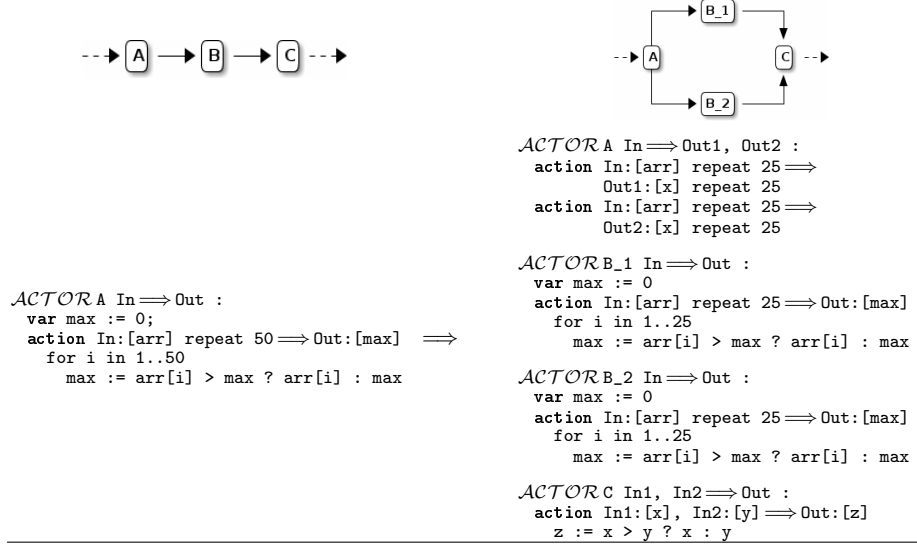 A B C
B_1
A C
B_2
ACTOR A In⟹Out1, Out2 :
action In:[arr] repeat 25⟹
Out1:[x] repeat 25
action In:[arr] repeat 25⟹
Out2:[x] repeat 25
ACTOR A In⟹Out :
var max := 0;
action In:[arr] repeat 50⟹Out:[max] ⟹
for i in 1..50
max := arr[i] > max ? arr[i] : max
ACTOR B_1 In⟹Out :
var max := 0
action In:[arr] repeat 25⟹Out:[max]
for i in 1..25
max := arr[i] > max ? arr[i] : max
ACTOR B_2 In⟹Out :
var max := 0
action In:[arr] repeat 25⟹Out:[max]
for i in 1..25
max := arr[i] > max ? arr[i] : max
ACTOR C In1, In2⟹Out :
action In1:[x], In2:[y]⟹Out:[z]
z := x > y ? x : y